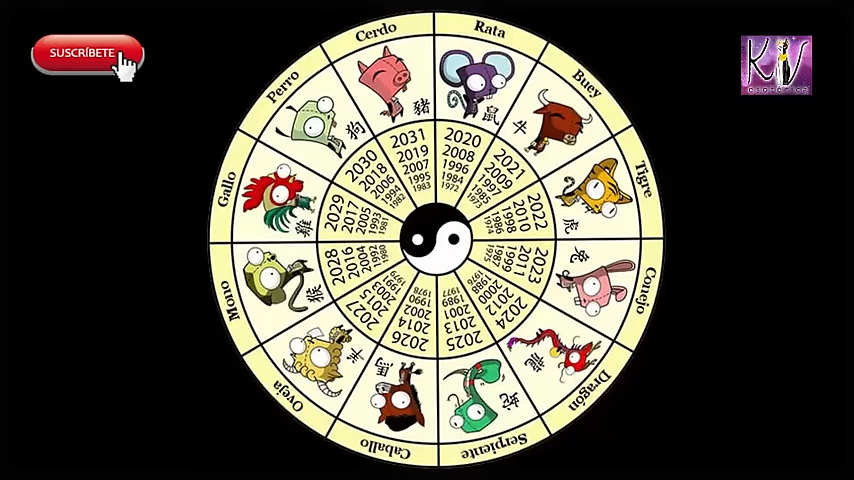 SUSCRÍBETE
KV
esotérica
Rata
鼠
2020
2008
1996
1984
1972
Buey
牛
2021
2009
1997
1985
Tigre
虎
2022
2010
1998
1986
1974
Conejo
兔
2023
2011
1999
1987
1975
Dragón
龍
2024
2012
2000
1988
1976
Serpiente
蛇
2025
2013
2001
1989
1977
Caballo
馬
2026
2014
2002
1990
1978
Oveja
羊
2027
2015
2003
1991
1979
Mono
猴
2028
2016
2004
1992
1980
Gallo
雞
2029
2017
2005
1993
1981
Perro
狗
2030
2018
2006
1994
1982
Cerdo
豬
2031
2019
2007
1995
1983